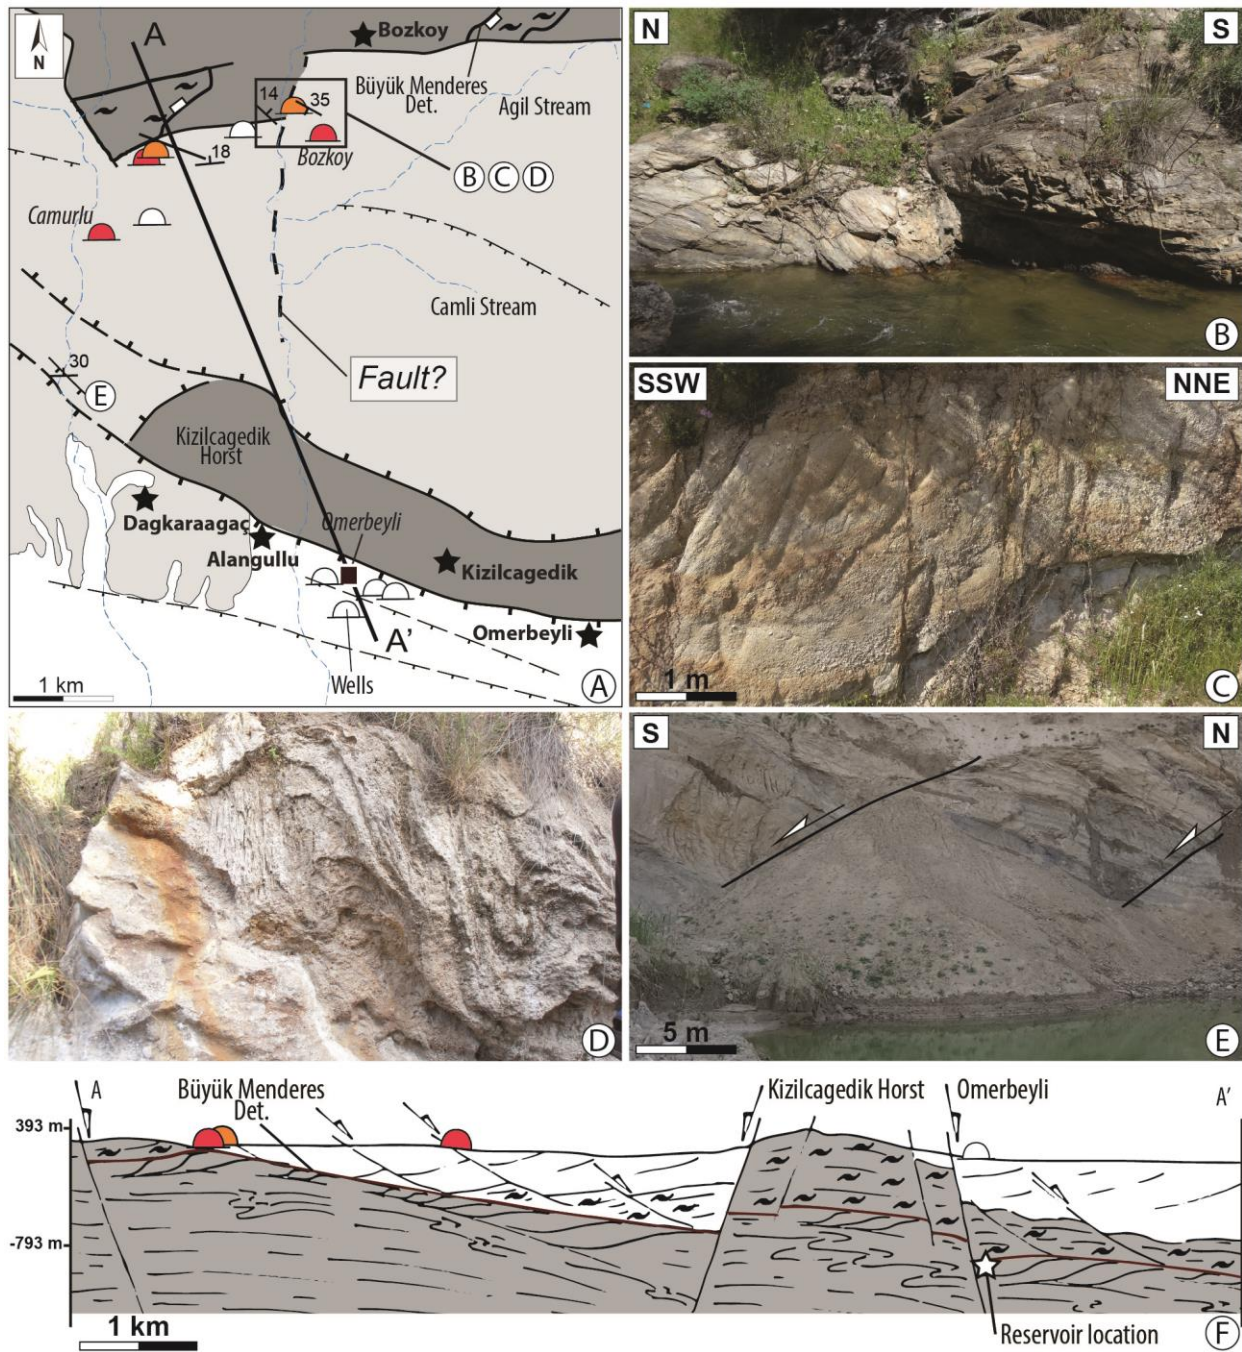 A
N
Bozkoy
Büyük Menderes
Det.
Agil Stream
14
35
Bozkoy
18
B C D
Camurlu
Camli Stream
Fault?
30
E
Kizilcagedik
Horst
Dagkaraagaç
Omerbeyli
Alangullu
Kizilcagedik
A'
Omerbeyli
Wells
1 km
A
N
S
B
SSW
NNE
1 m
C
D
S
N
5 m
E
A
Büyük Menderes
Det.
Kizilcagedik Horst
Omerbeyli
A'
393 m
-793 m
1 km
Reservoir location
F